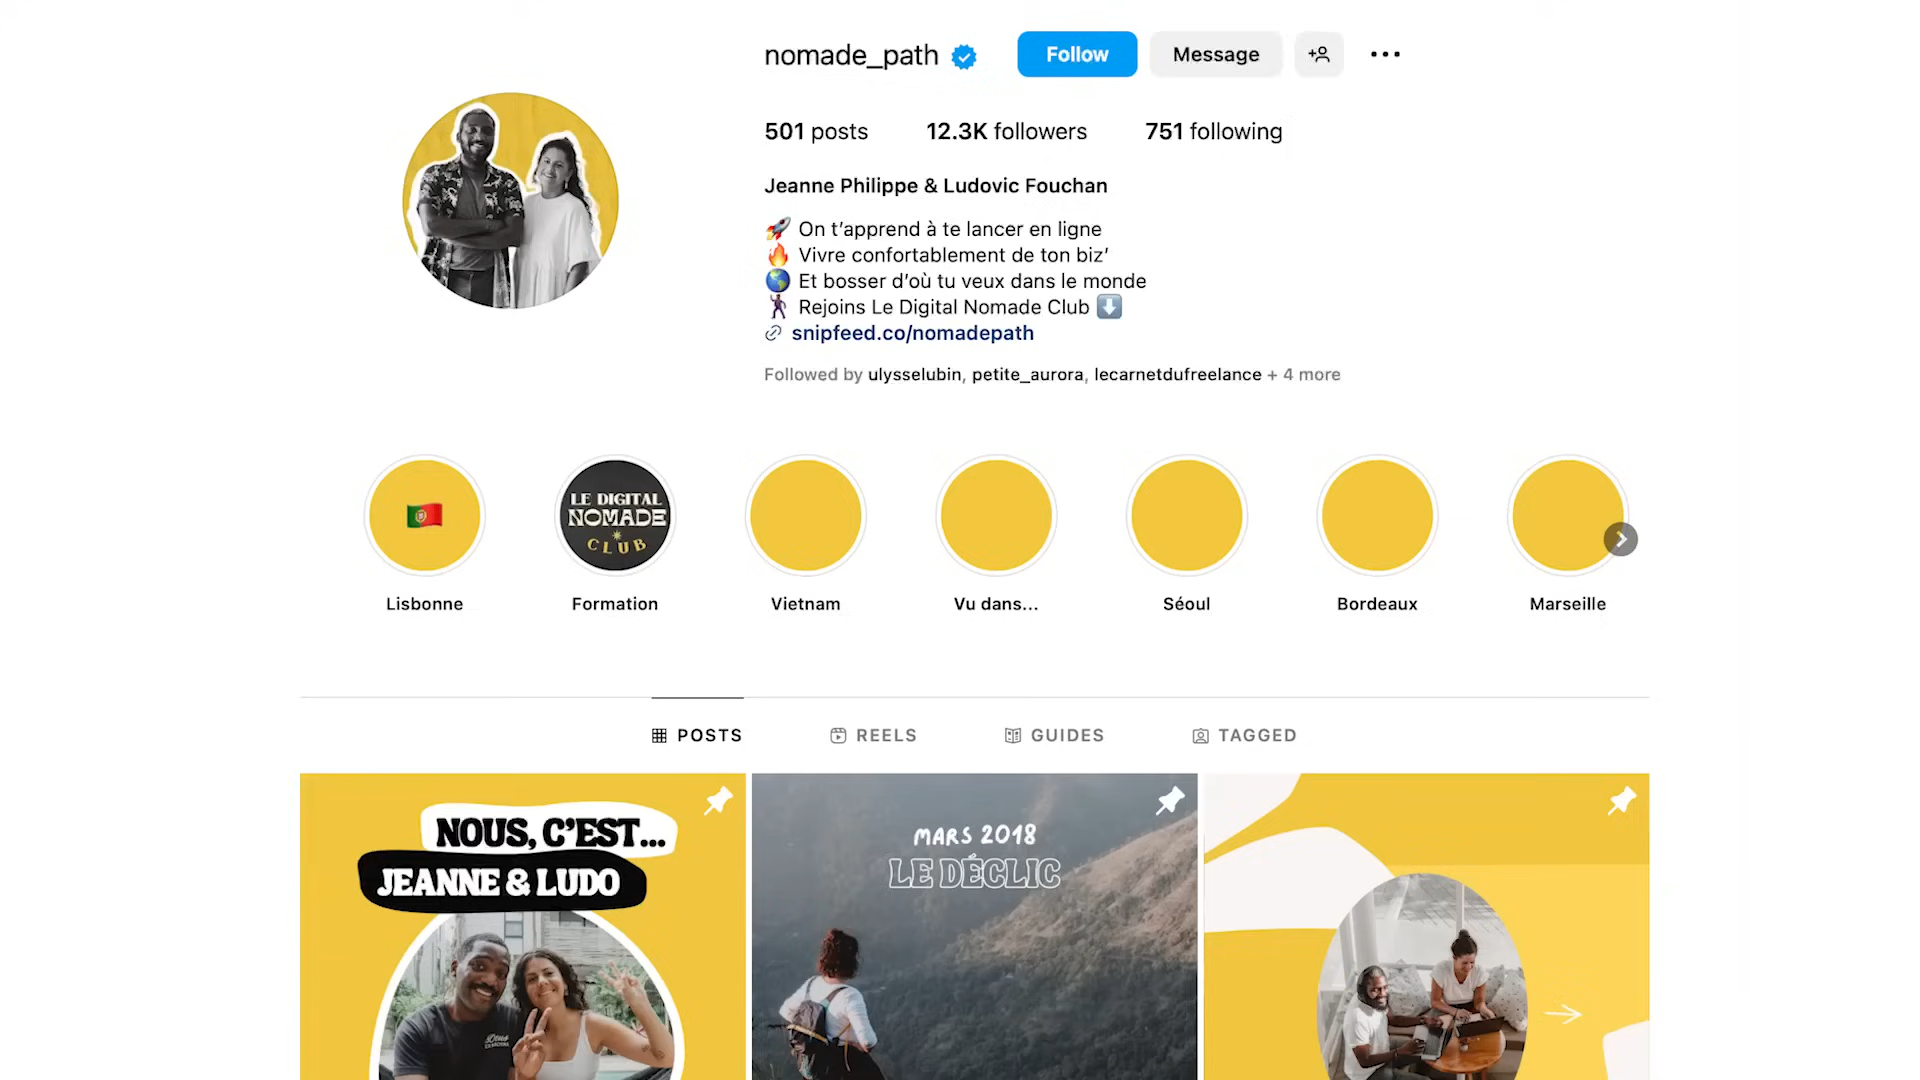 nomade_path
Follow
Message
501 posts
12.3K followers
751 following
Jeanne Philippe & Ludovic Fouchan
🚀 On t’apprend à te lancer en ligne
🔥 Vivre confortablement de ton biz’
🌎 Et bosser d’où tu veux dans le monde
🕺🏾 Rejoins Le Digital Nomade Club ⬇️
snipfeed.co/nomadepath
Followed by ulysselubin, petite_aurora, lecarnetdufreelance + 4 more
LE DIGITAL
NOMADE
CLUB
Lisbonne
Formation
Vietnam
Vu dans...
Séoul
Bordeaux
Marseille
POSTS
REELS
GUIDES
TAGGED
NOUS, C’EST...
JEANNE & LUDO
MARS 2018
LE DÉCLIC